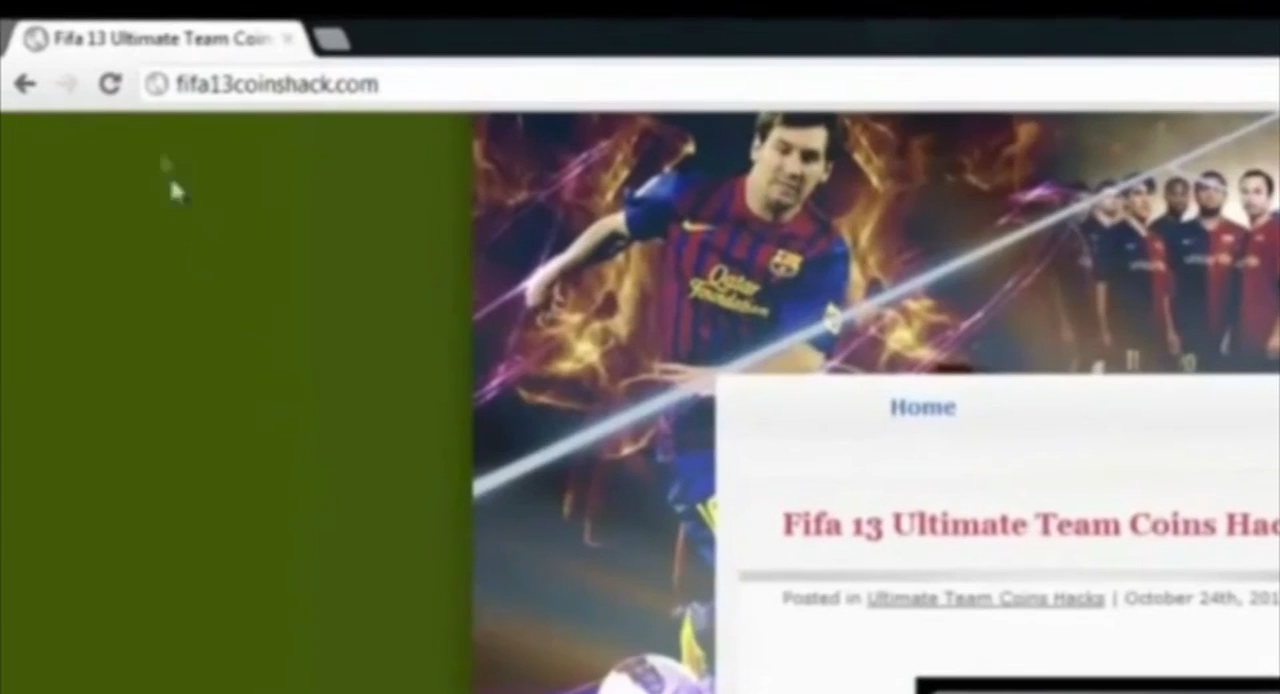 Fifa 13 Ultimate Team Coin
fifa13coinshack.com
Qatar
Foundation
Home
Fifa 13 Ultimate Team Coins Ha
Posted in Ultimate Team Coins Hacks | October 24th, 201